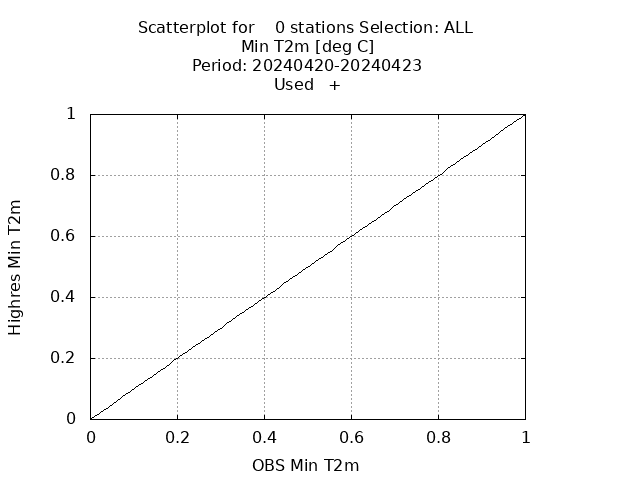 Scatterplot for    0 stations Selection: ALL
Min T2m [deg C]
Period: 20240420-20240423
Used   +
1
0.8
0.6
0.4
0.2
0
Highres Min T2m
0 0.2 0.4 0.6 0.8 1
OBS Min T2m